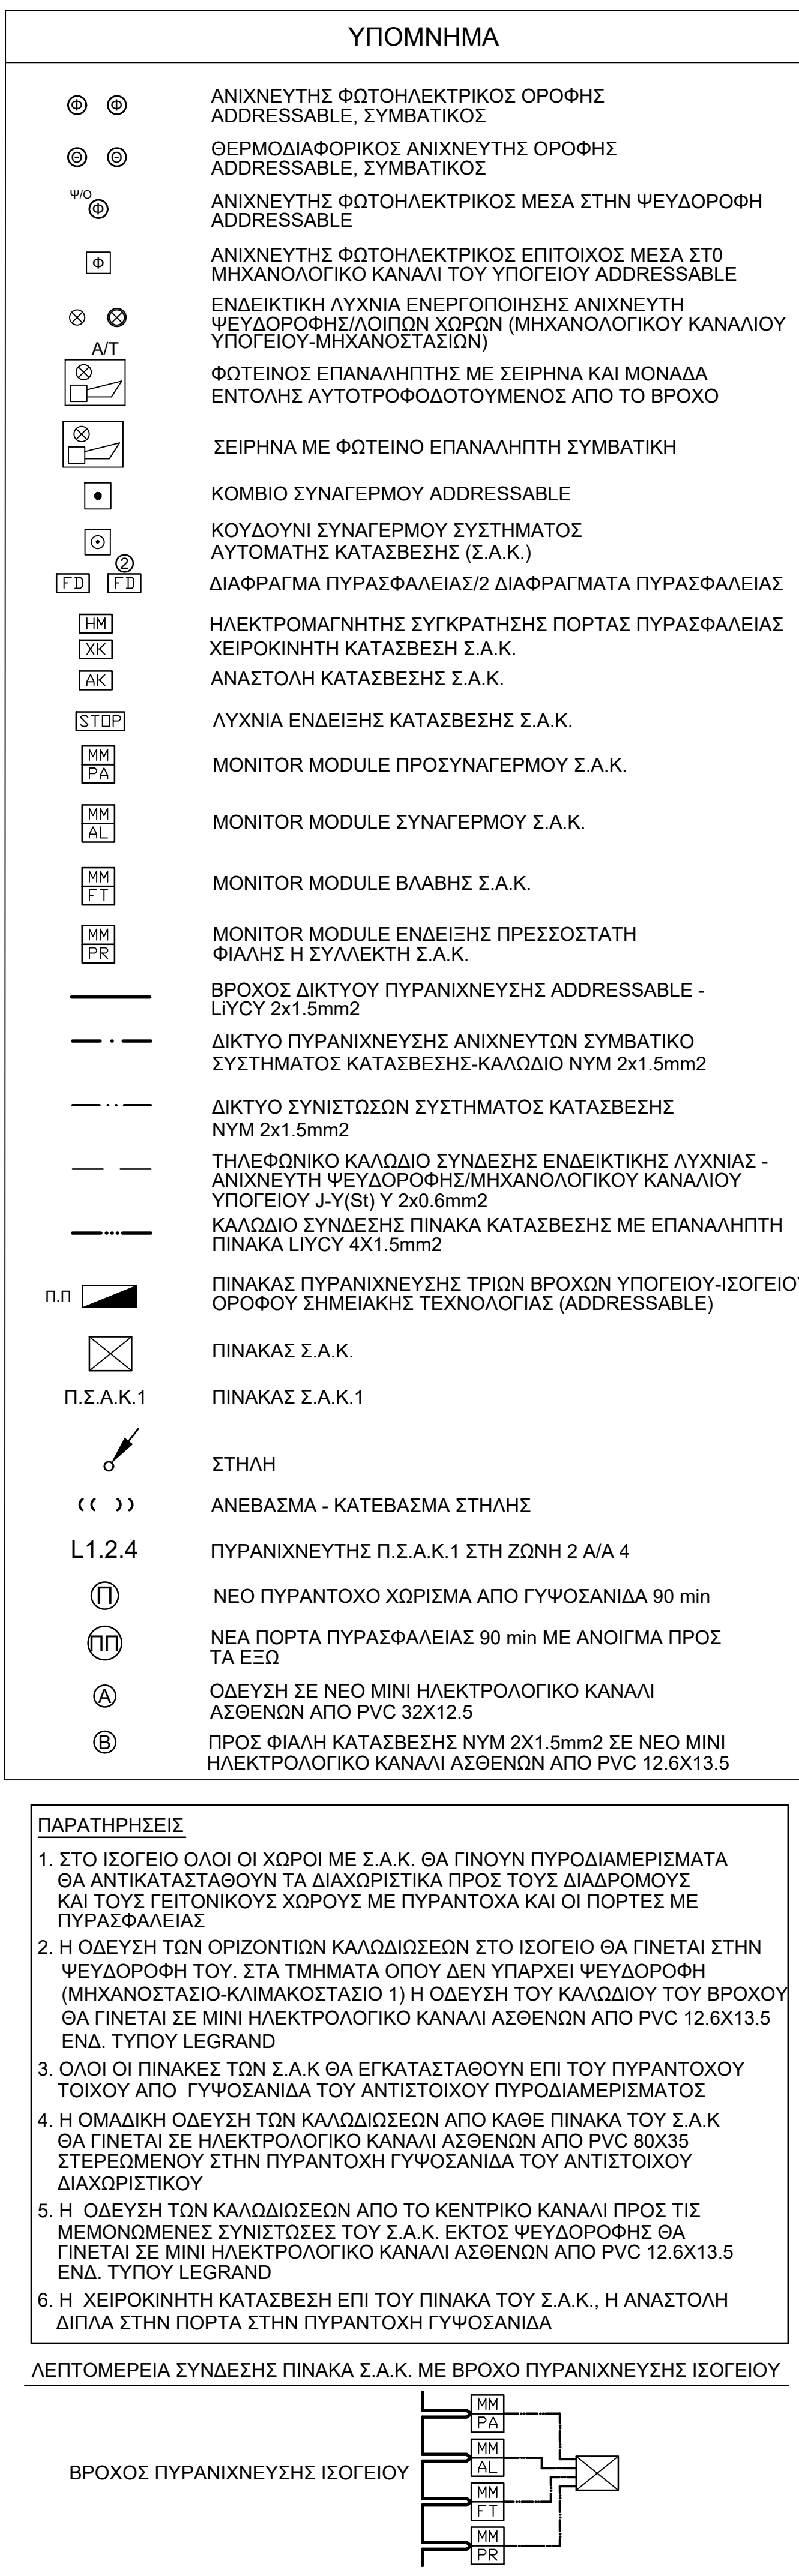 ΥΠΟΜΝΗΜΑ
Φ Φ ΑΝΙΧΝΕΥΤΗΣ ΦΩΤΟΗΛΕΚΤΡΙΚΟΣ ΟΡΟΦΗΣ
ADDRESSABLE, ΣΥΜΒΑΤΙΚΟΣ
Θ Θ ΘΕΡΜΟΔΙΑΦΟΡΙΚΟΣ ΑΝΙΧΝΕΥΤΗΣ ΟΡΟΦΗΣ
ADDRESSABLE, ΣΥΜΒΑΤΙΚΟΣ
Ψ/Ο Φ ΑΝΙΧΝΕΥΤΗΣ ΦΩΤΟΗΛΕΚΤΡΙΚΟΣ ΜΕΣΑ ΣΤΗΝ ΨΕΥΔΟΡΟΦΗ
ADDRESSABLE
Φ ΑΝΙΧΝΕΥΤΗΣ ΦΩΤΟΗΛΕΚΤΡΙΚΟΣ ΕΠΙΤΟΙΧΟΣ ΜΕΣΑ ΣΤ0
ΜΗΧΑΝΟΛΟΓΙΚΟ ΚΑΝΑΛΙ ΤΟΥ ΥΠΟΓΕΙΟΥ ADDRESSABLE
ΕΝΔΕΙΚΤΙΚΗ ΛΥΧΝΙΑ ΕΝΕΡΓΟΠΟΙΗΣΗΣ ΑΝΙΧΝΕΥΤΗ
ΨΕΥΔΟΡΟΦΗΣ/ΛΟΙΠΩΝ ΧΩΡΩΝ (ΜΗΧΑΝΟΛΟΓΙΚΟΥ ΚΑΝΑΛΙΟΥ
ΥΠΟΓΕΙΟΥ-ΜΗΧΑΝΟΣΤΑΣΙΩΝ)
Α/Τ
ΦΩΤΕΙΝΟΣ ΕΠΑΝΑΛΗΠΤΗΣ ΜΕ ΣΕΙΡΗΝΑ ΚΑΙ ΜΟΝΑΔΑ
ΕΝΤΟΛΗΣ ΑΥΤΟΤΡΟΦΟΔΟΤΟΥΜΕΝΟΣ ΑΠΟ ΤΟ ΒΡΟΧΟ
ΣΕΙΡΗΝΑ ΜΕ ΦΩΤΕΙΝΟ ΕΠΑΝΑΛΗΠΤΗ ΣΥΜΒΑΤΙΚΗ
ΚΟΜΒΙΟ ΣΥΝΑΓΕΡΜΟΥ ADDRESSABLE
ΚΟΥΔΟΥΝΙ ΣΥΝΑΓΕΡΜΟΥ ΣΥΣΤΗΜΑΤΟΣ
ΑΥΤΟΜΑΤΗΣ ΚΑΤΑΣΒΕΣΗΣ (Σ.Α.Κ.)
2
FD FD ΔΙΑΦΡΑΓΜΑ ΠΥΡΑΣΦΑΛΕΙΑΣ/2 ΔΙΑΦΡΑΓΜΑΤΑ ΠΥΡΑΣΦΑΛΕΙΑΣ
ΗΜ ΗΛΕΚΤΡΟΜΑΓΝΗΤΗΣ ΣΥΓΚΡΑΤΗΣΗΣ ΠΟΡΤΑΣ ΠΥΡΑΣΦΑΛΕΙΑΣ
ΧΚ ΧΕΙΡΟΚΙΝΗΤΗ ΚΑΤΑΣΒΕΣΗ Σ.Α.Κ.
ΑΚ ΑΝΑΣΤΟΛΗ ΚΑΤΑΣΒΕΣΗΣ Σ.Α.Κ.
STOP ΛΥΧΝΙΑ ΕΝΔΕΙΞΗΣ ΚΑΤΑΣΒΕΣΗΣ Σ.Α.Κ.
MM
PA
MONITOR MODULE ΠΡΟΣΥΝΑΓΕΡΜΟΥ Σ.Α.Κ.
MM
AL
MONITOR MODULE ΣΥΝΑΓΕΡΜΟΥ Σ.Α.Κ.
MM
FT
MONITOR MODULE ΒΛΑΒΗΣ Σ.Α.Κ.
MM
PR
MONITOR MODULE ΕΝΔΕΙΞΗΣ ΠΡΕΣΣΟΣΤΑΤΗ
ΦΙΑΛΗΣ Η ΣΥΛΛΕΚΤΗ Σ.Α.Κ.
ΒΡΟΧΟΣ ΔΙΚΤΥΟΥ ΠΥΡΑΝΙΧΝΕΥΣΗΣ ADDRESSABLE -
LiYCY 2x1.5mm2
ΔΙΚΤΥΟ ΠΥΡΑΝΙΧΝΕΥΣΗΣ ΑΝΙΧΝΕΥΤΩΝ ΣΥΜΒΑΤΙΚΟ
ΣΥΣΤΗΜΑΤΟΣ ΚΑΤΑΣΒΕΣΗΣ-ΚΑΛΩΔΙΟ ΝΥΜ 2x1.5mm2
ΔΙΚΤΥΟ ΣΥΝΙΣΤΩΣΩΝ ΣΥΣΤΗΜΑΤΟΣ ΚΑΤΑΣΒΕΣΗΣ
ΝΥΜ 2x1.5mm2
ΤΗΛΕΦΩΝΙΚΟ ΚΑΛΩΔΙΟ ΣΥΝΔΕΣΗΣ ΕΝΔΕΙΚΤΙΚΗΣ ΛΥΧΝΙΑΣ -
ΑΝΙΧΝΕΥΤΗ ΨΕΥΔΟΡΟΦΗΣ/ΜΗΧΑΝΟΛΟΓΙΚΟΥ ΚΑΝΑΛΙΟΥ
ΥΠΟΓΕΙΟΥ J-Y(St) Y 2x0.6mm2
ΚΑΛΩΔΙΟ ΣΥΝΔΕΣΗΣ ΠΙΝΑΚΑ ΚΑΤΑΣΒΕΣΗΣ ΜΕ ΕΠΑΝΑΛΗΠΤΗ
ΠΙΝΑΚΑ LIYCY 4X1.5mm2
Π.Π ΠΙΝΑΚΑΣ ΠΥΡΑΝΙΧΝΕΥΣΗΣ ΤΡΙΩΝ ΒΡΟΧΩΝ ΥΠΟΓΕΙΟΥ-ΙΣΟΓΕΙΟΥ
ΟΡΟΦΟΥ ΣΗΜΕΙΑΚΗΣ ΤΕΧΝΟΛΟΓΙΑΣ (ADDRESSABLE)
ΠΙΝΑΚΑΣ Σ.Α.Κ.
Π.Σ.Α.Κ.1 ΠΙΝΑΚΑΣ Σ.Α.Κ.1
ΣΤΗΛΗ
ΑΝΕΒΑΣΜΑ - ΚΑΤΕΒΑΣΜΑ ΣΤΗΛΗΣ
L1.2.4 ΠΥΡΑΝΙΧΝΕΥΤΗΣ Π.Σ.Α.Κ.1 ΣΤΗ ΖΩΝΗ 2 Α/Α 4
Π ΝΕΟ ΠΥΡΑΝΤΟΧΟ ΧΩΡΙΣΜΑ ΑΠΟ ΓΥΨΟΣΑΝΙΔΑ 90 min
ΠΠ ΝΕΑ ΠΟΡΤΑ ΠΥΡΑΣΦΑΛΕΙΑΣ 90 min ΜΕ ΑΝΟΙΓΜΑ ΠΡΟΣ
ΤΑ ΕΞΩ
Α ΟΔΕΥΣΗ ΣΕ ΝΕΟ ΜΙΝΙ ΗΛΕΚΤΡΟΛΟΓΙΚΟ ΚΑΝΑΛΙ
ΑΣΘΕΝΩΝ ΑΠΟ PVC 32X12.5
Β ΠΡΟΣ ΦΙΑΛΗ ΚΑΤΑΣΒΕΣΗΣ ΝΥΜ 2X1.5mm2 ΣΕ ΝΕΟ ΜΙΝΙ
ΗΛΕΚΤΡΟΛΟΓΙΚΟ ΚΑΝΑΛΙ ΑΣΘΕΝΩΝ ΑΠΟ PVC 12.6X13.5
ΠΑΡΑΤΗΡΗΣΕΙΣ
1. ΣΤΟ ΙΣΟΓΕΙΟ ΟΛΟΙ ΟΙ ΧΩΡΟΙ ΜΕ Σ.Α.Κ. ΘΑ ΓΙΝΟΥΝ ΠΥΡΟΔΙΑΜΕΡΙΣΜΑΤΑ
ΘΑ ΑΝΤΙΚΑΤΑΣΤΑΘΟΥΝ ΤΑ ΔΙΑΧΩΡΙΣΤΙΚΑ ΠΡΟΣ ΤΟΥΣ ΔΙΑΔΡΟΜΟΥΣ
ΚΑΙ ΤΟΥΣ ΓΕΙΤΟΝΙΚΟΥΣ ΧΩΡΟΥΣ ΜΕ ΠΥΡΑΝΤΟΧΑ ΚΑΙ ΟΙ ΠΟΡΤΕΣ ΜΕ
ΠΥΡΑΣΦΑΛΕΙΑΣ
2. Η ΟΔΕΥΣΗ ΤΩΝ ΟΡΙΖΟΝΤΙΩΝ ΚΑΛΩΔΙΩΣΕΩΝ ΣΤΟ ΙΣΟΓΕΙΟ ΘΑ ΓΙΝΕΤΑΙ ΣΤΗΝ
ΨΕΥΔΟΡΟΦΗ ΤΟΥ. ΣΤΑ ΤΜΗΜΑΤΑ ΟΠΟΥ ΔΕΝ ΥΠΑΡΧΕΙ ΨΕΥΔΟΡΟΦΗ
(ΜΗΧΑΝΟΣΤΑΣΙΟ-ΚΛΙΜΑΚΟΣΤΑΣΙΟ 1) Η ΟΔΕΥΣΗ ΤΟΥ ΚΑΛΩΔΙΟΥ ΤΟΥ ΒΡΟΧΟΥ
ΘΑ ΓΙΝΕΤΑΙ ΣΕ ΜΙΝΙ ΗΛΕΚΤΡΟΛΟΓΙΚΟ ΚΑΝΑΛΙ ΑΣΘΕΝΩΝ ΑΠΟ PVC 12.6X13.5
ΕΝΔ. ΤΥΠΟΥ LEGRAND
3. ΟΛΟΙ ΟΙ ΠΙΝΑΚΕΣ ΤΩΝ Σ.Α.Κ ΘΑ ΕΓΚΑΤΑΣΤΑΘΟΥΝ ΕΠΙ ΤΟΥ ΠΥΡΑΝΤΟΧΟΥ
ΤΟΙΧΟΥ ΑΠΟ ΓΥΨΟΣΑΝΙΔΑ ΤΟΥ ΑΝΤΙΣΤΟΙΧΟΥ ΠΥΡΟΔΙΑΜΕΡΙΣΜΑΤΟΣ
4. Η ΟΜΑΔΙΚΗ ΟΔΕΥΣΗ ΤΩΝ ΚΑΛΩΔΙΩΣΕΩΝ ΑΠΟ ΚΑΘΕ ΠΙΝΑΚΑ ΤΟΥ Σ.Α.Κ
ΘΑ ΓΙΝΕΤΑΙ ΣΕ ΗΛΕΚΤΡΟΛΟΓΙΚΟ ΚΑΝΑΛΙ ΑΣΘΕΝΩΝ ΑΠΟ PVC 80X35
ΣΤΕΡΕΩΜΕΝΟΥ ΣΤΗΝ ΠΥΡΑΝΤΟΧΗ ΓΥΨΟΣΑΝΙΔΑ ΤΟΥ ΑΝΤΙΣΤΟΙΧΟΥ
ΔΙΑΧΩΡΙΣΤΙΚΟΥ
5. Η ΟΔΕΥΣΗ ΤΩΝ ΚΑΛΩΔΙΩΣΕΩΝ ΑΠΟ ΤΟ ΚΕΝΤΡΙΚΟ ΚΑΝΑΛΙ ΠΡΟΣ ΤΙΣ
ΜΕΜΟΝΩΜΕΝΕΣ ΣΥΝΙΣΤΩΣΕΣ ΤΟΥ Σ.Α.Κ. ΕΚΤΟΣ ΨΕΥΔΟΡΟΦΗΣ ΘΑ
ΓΙΝΕΤΑΙ ΣΕ ΜΙΝΙ ΗΛΕΚΤΡΟΛΟΓΙΚΟ ΚΑΝΑΛΙ ΑΣΘΕΝΩΝ ΑΠΟ PVC 12.6X13.5
ΕΝΔ. ΤΥΠΟΥ LEGRAND
6. Η ΧΕΙΡΟΚΙΝΗΤΗ ΚΑΤΑΣΒΕΣΗ ΕΠΙ ΤΟΥ ΠΙΝΑΚΑ ΤΟΥ Σ.Α.Κ., Η ΑΝΑΣΤΟΛΗ
ΔΙΠΛΑ ΣΤΗΝ ΠΟΡΤΑ ΣΤΗΝ ΠΥΡΑΝΤΟΧΗ ΓΥΨΟΣΑΝΙΔΑ
ΛΕΠΤΟΜΕΡΕΙΑ ΣΥΝΔΕΣΗΣ ΠΙΝΑΚΑ Σ.Α.Κ. ΜΕ ΒΡΟΧΟ ΠΥΡΑΝΙΧΝΕΥΣΗΣ ΙΣΟΓΕΙΟΥ
ΒΡΟΧΟΣ ΠΥΡΑΝΙΧΝΕΥΣΗΣ ΙΣΟΓΕΙΟΥ
MM
PA
MM
AL
MM
FT
MM
PR